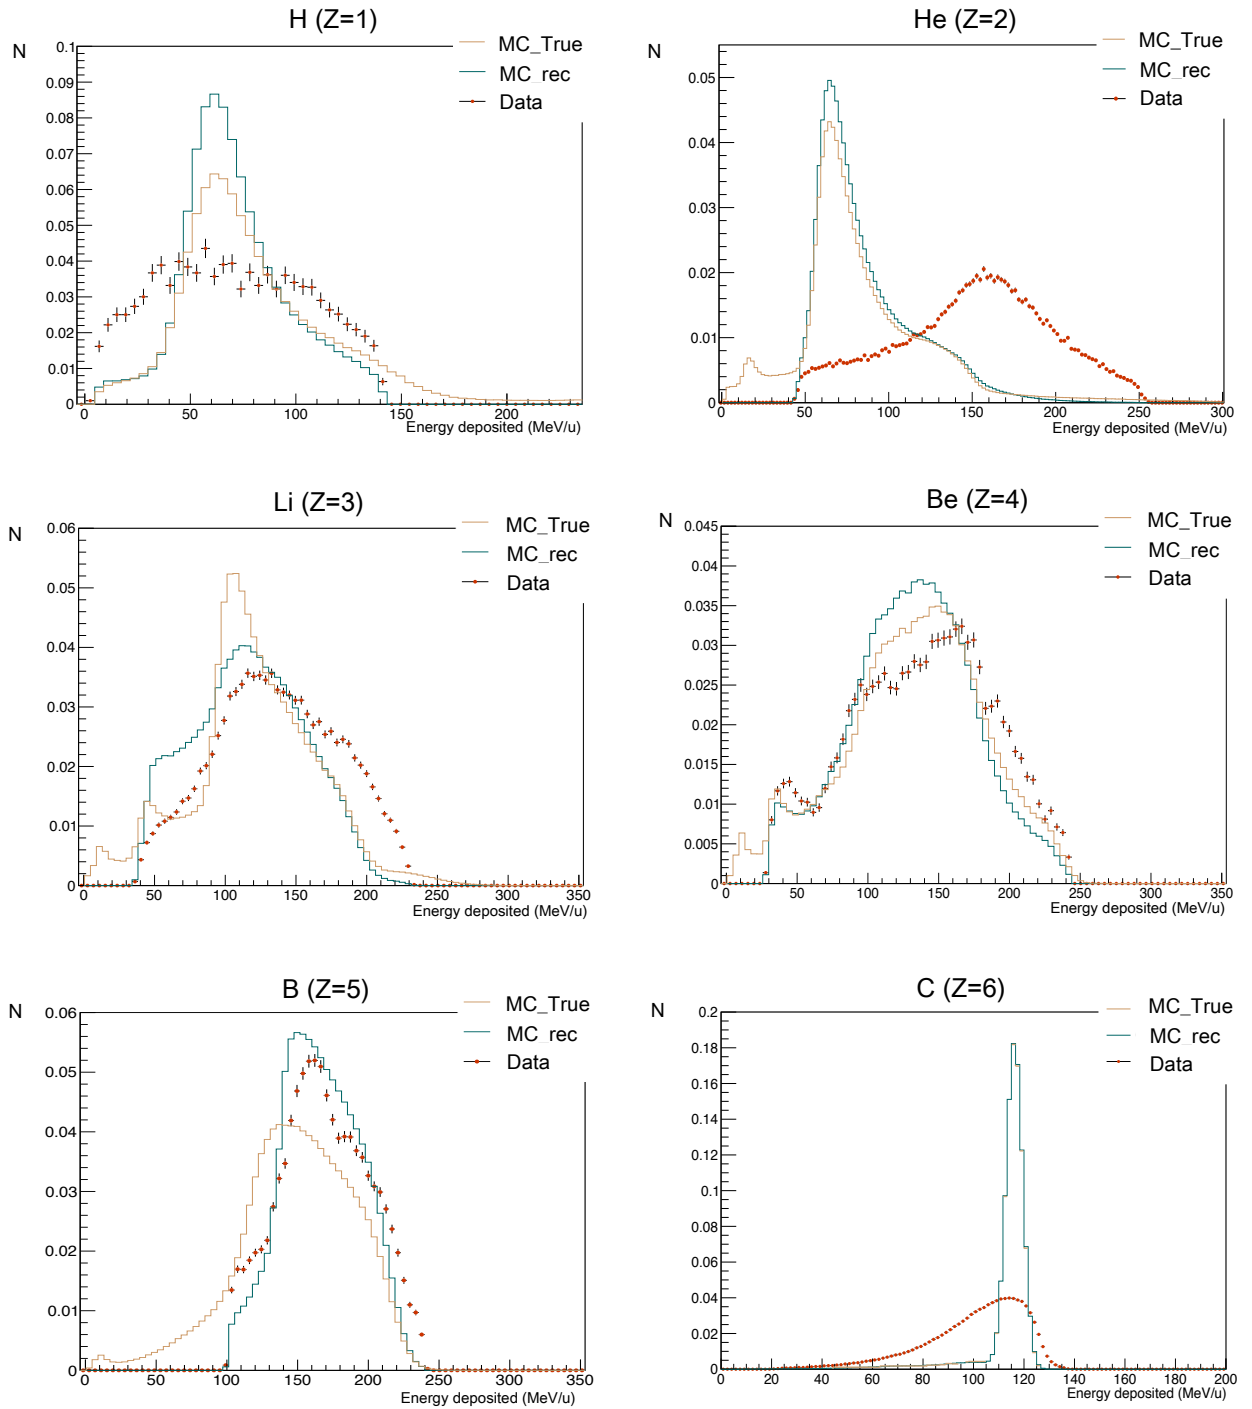 H (Z=1)
N
MC_True
MC_rec
Data
0.1
0.09
0.08
0.07
0.06
0.05
0.04
0.03
0.02
0.01
0
0 50 100 150 200
Energy deposited (MeV/u)
He (Z=2)
N
MC_True
MC_rec
Data
0.05
0.04
0.03
0.02
0.01
0
0 50 100 150 200 250 300
Energy deposited (MeV/u)
Li (Z=3)
N
MC_True
MC_rec
Data
0.06
0.05
0.04
0.03
0.02
0.01
0
0 50 100 150 200 250 300 350
Energy deposited (MeV/u)
Be (Z=4)
N
MC_True
MC_rec
Data
0.045
0.04
0.035
0.03
0.025
0.02
0.015
0.01
0.005
0
0 50 100 150 200 250 300 350
Energy deposited (MeV/u)
B (Z=5)
N
MC_True
MC_rec
Data
0.06
0.05
0.04
0.03
0.02
0.01
0
0 50 100 150 200 250 300 350
Energy deposited (MeV/u)
C (Z=6)
N
MC_True
MC_rec
Data
0.2
0.18
0.16
0.14
0.12
0.1
0.08
0.06
0.04
0.02
0
0 20 40 60 80 100 120 140 160 180 200
Energy deposited (MeV/u)